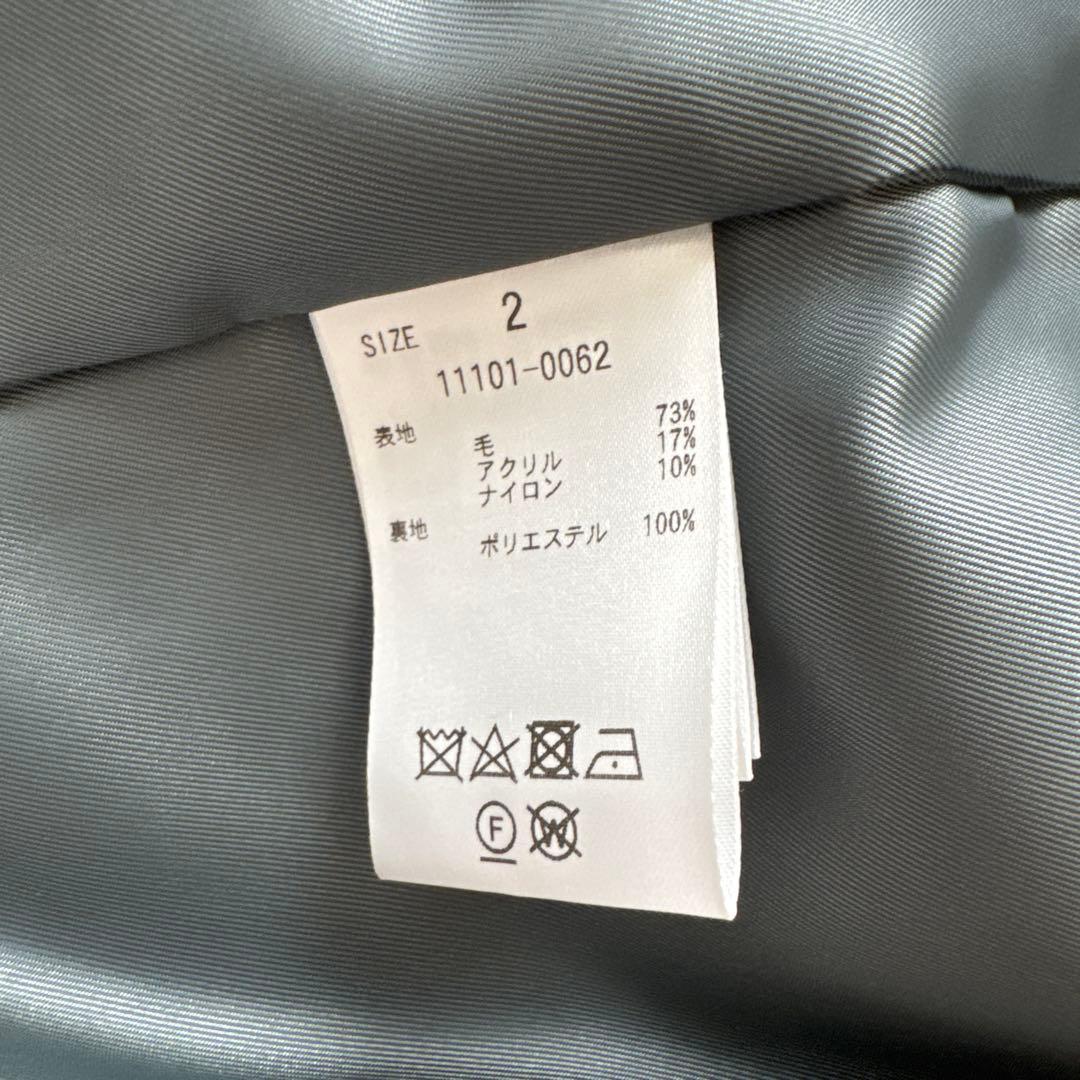 SIZE 2
11101-0062
表地 毛 73%
アクリル 17%
ナイロン 10%
裏地 ポリエステル 100%
F W